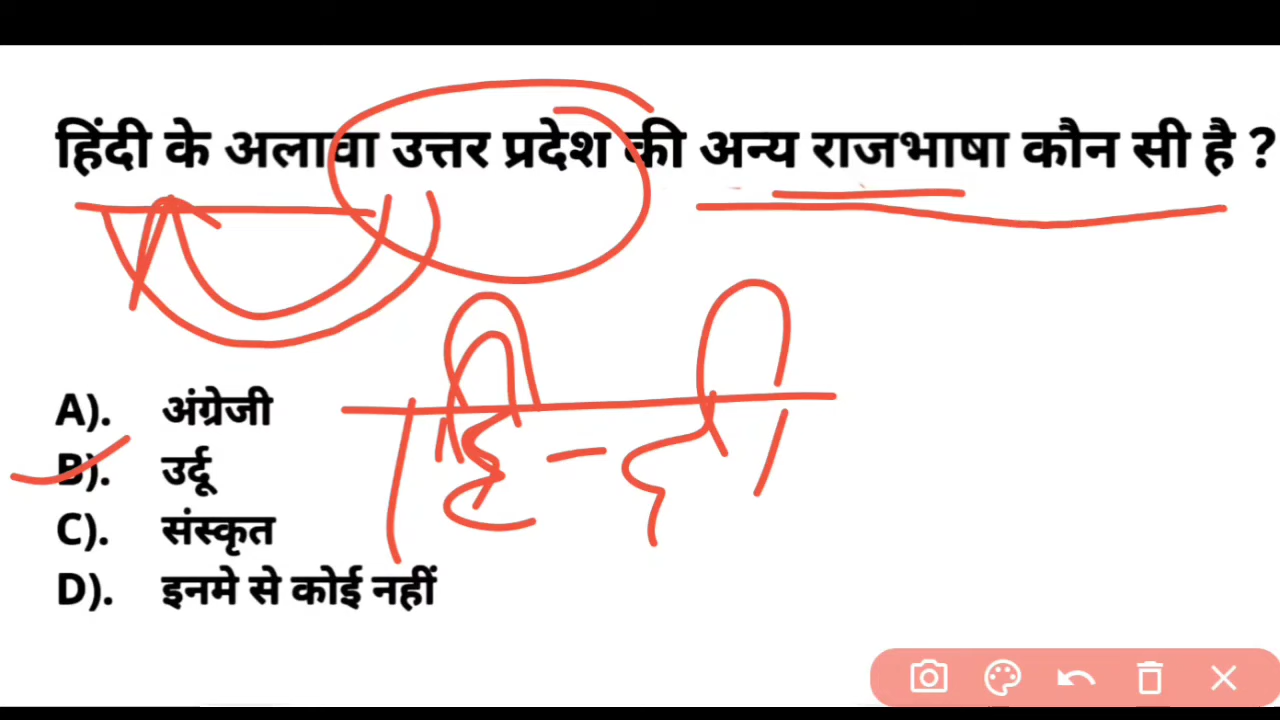 हिंदी के अलावा उत्तर प्रदेश की अन्य राजभाषा कौन सी है ?
हिन्दी
A). अंग्रेजी
B). उर्दू
C). संस्कृत
D). इनमे से कोई नहीं